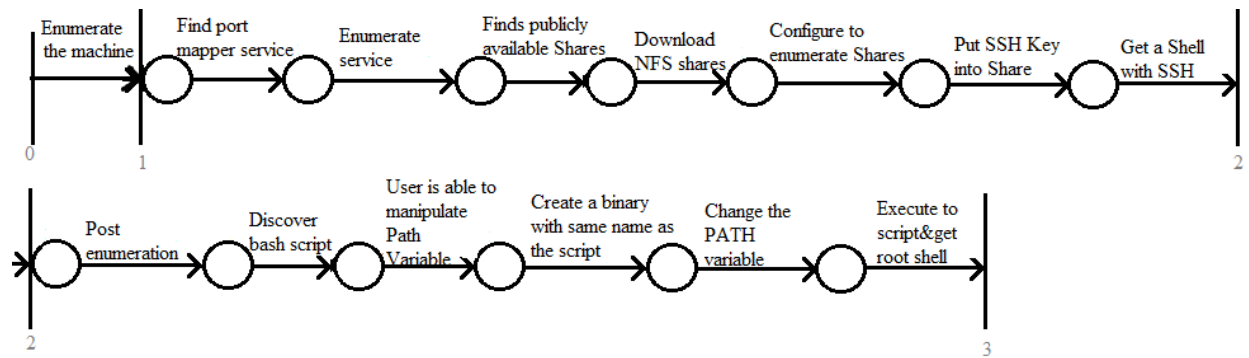 Enumerate
the machine
Find port
mapper service
Enumerate
service
Finds publicly
available Shares
Download
NFS shares
Configure to
enumerate Shares
Put SSH Key
into Share
Get a Shell
with SSH
0
1
2
Post
enumeration
Discover
bash script
User is able to
manipulate
Path
Variable
Create a binary
with same name as
the script
Change the
PATH
variable
Execute to
script&get
root shell
2
3